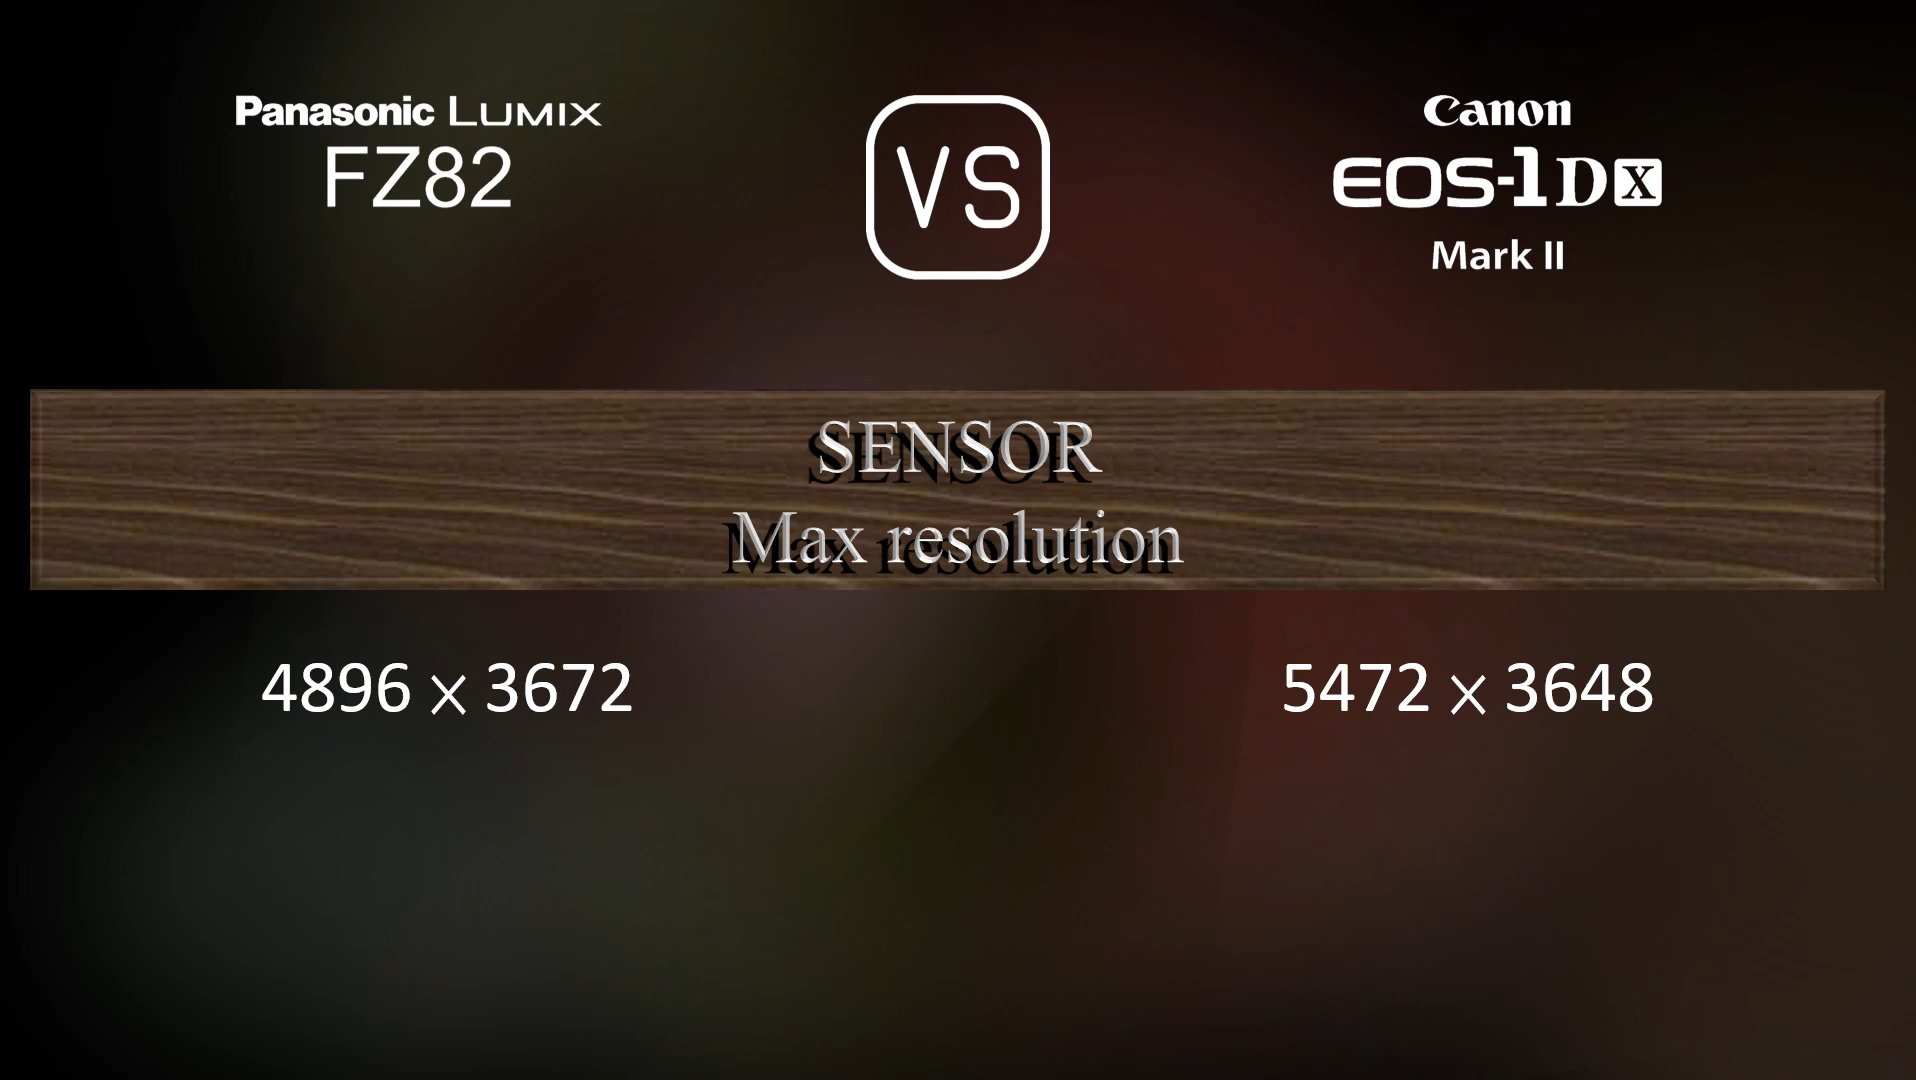 Panasonic LUMIX
FZ82
VS
Canon
EOS-1DX
Mark II
SENSOR
Max resolution
4896 x 3672
5472 x 3648